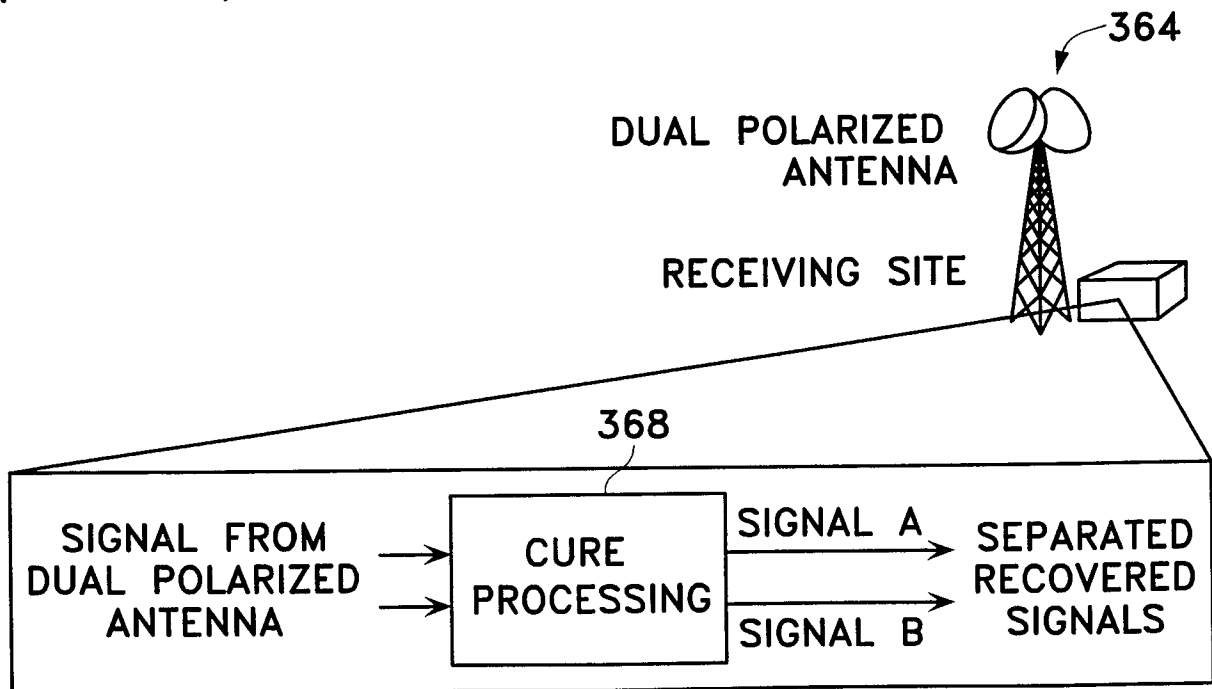 364
DUAL POLARIZED
ANTENNA
RECEIVING SITE
368
SIGNAL FROM
DUAL POLARIZED
ANTENNA
CURE
PROCESSING
SIGNAL A
SIGNAL B
SEPARATED
RECOVERED
SIGNALS